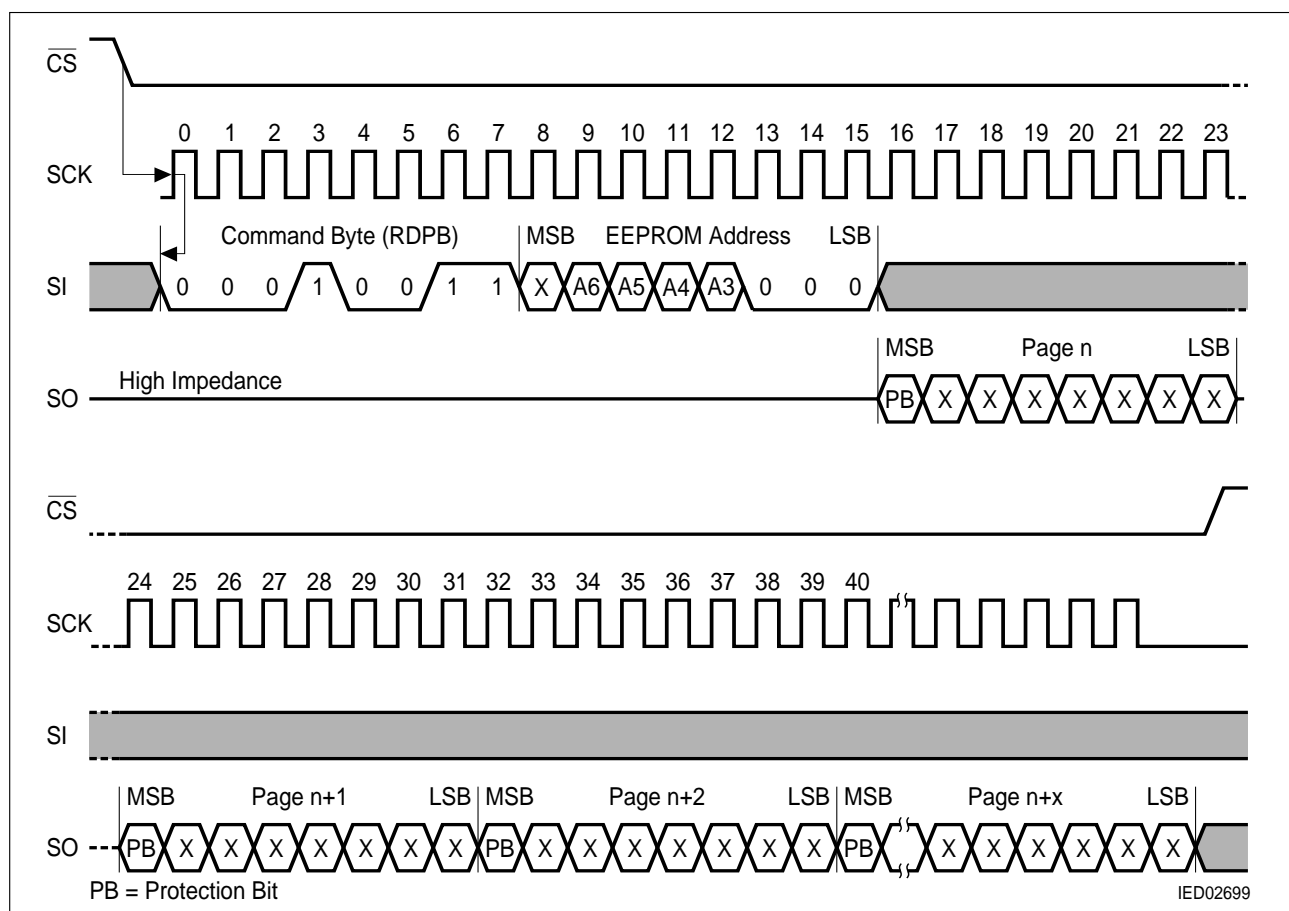 CS
0 1 2 3 4 5 6 7 8 9 10 11 12 13 14 15 16 17 18 19 20 21 22 23
SCK
Command Byte (RDPB) MSB EEPROM Address LSB
SI 0 0 0 1 0 0 1 1 X A6 A5 A4 A3 0 0 0
MSB Page n LSB
High Impedance
SO PB X X X X X X X
CS
24 25 26 27 28 29 30 31 32 33 34 35 36 37 38 39 40
SCK
SI
MSB Page n+1 LSB MSB Page n+2 LSB MSB Page n+x LSB
SO PB X X X X X X X PB X X X X X X X PB X X X X X X
PB = Protection Bit
IED02699